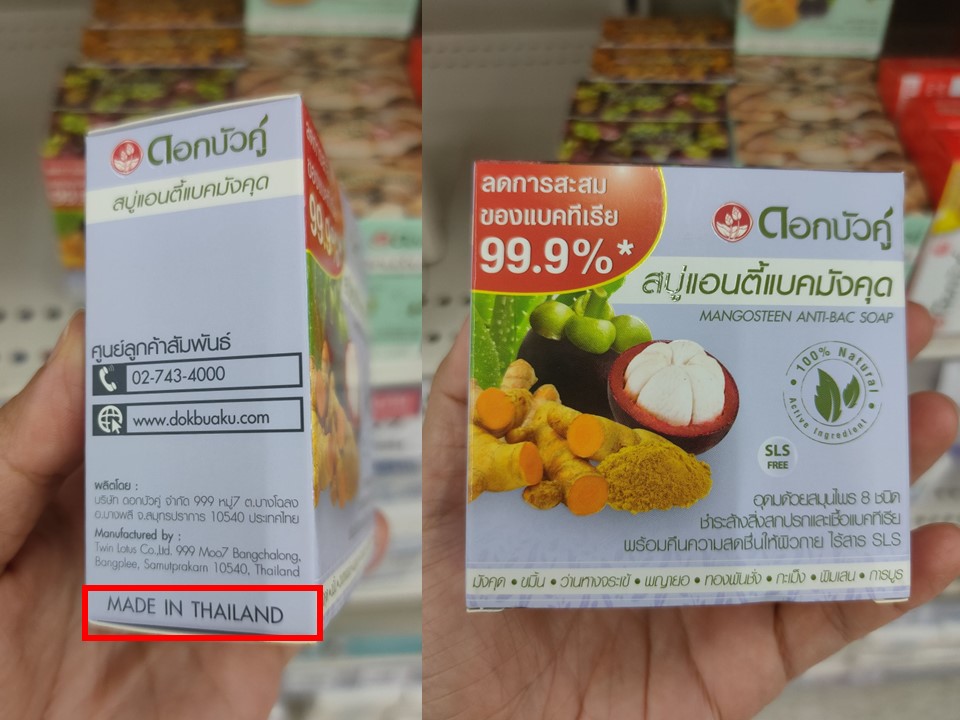 ดอกบัวคู่
สบู่แอนตี้แบคมังคุด
99.9%
ศูนย์ลูกค้าสัมพันธ์
02-743-4000
www.dokbuaku.com
ผลิตโดย :
บริษัท ดอกบัวคู่ จำกัด 999 หมู่7 ต.บางโฉลง
อ.บางพลี จ.สมุทรปราการ 10540 ประเทศไทย
Manufactured by :
Twin Lotus Co.,Ltd. 999 Moo7 Bangchalong,
Bangplee, Samutprakarn 10540, Thailand
MADE IN THAILAND
ลดการสะสม
ของแบคทีเรีย
99.9%*
ดอกบัวคู่
สบู่แอนตี้แบคมังคุด
MANGOSTEEN ANTI-BAC SOAP
100% Natural
Active Ingredient
SLS
FREE
อุดมด้วยสมุนไพร 8 ชนิด
ชำระล้างสิ่งสกปรกและเชื้อแบคทีเรีย
พร้อมคืนความสดชื่นให้ผิวกาย ไร้สาร SLS
มังคุด • ขมิ้น • ว่านหางจระเข้ • พญายอ • ทองพันชั่ง • กะเม็ง • พิมเสน • การบูร